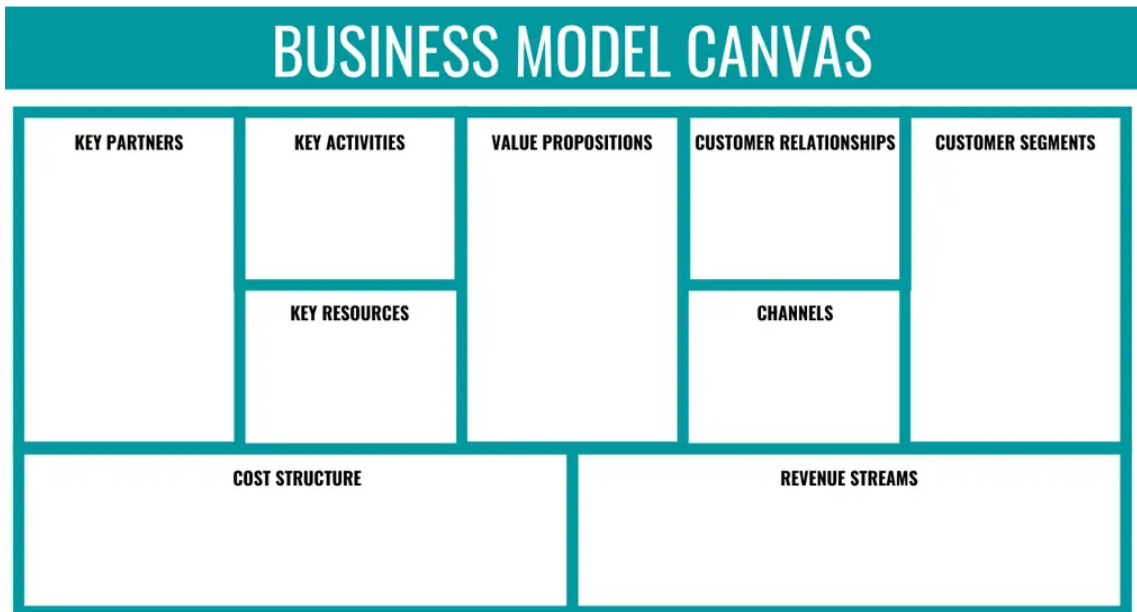 BUSINESS MODEL CANVAS
KEY PARTNERS
KEY ACTIVITIES
VALUE PROPOSITIONS
CUSTOMER RELATIONSHIPS
CUSTOMER SEGMENTS
KEY RESOURCES
CHANNELS
COST STRUCTURE
REVENUE STREAMS